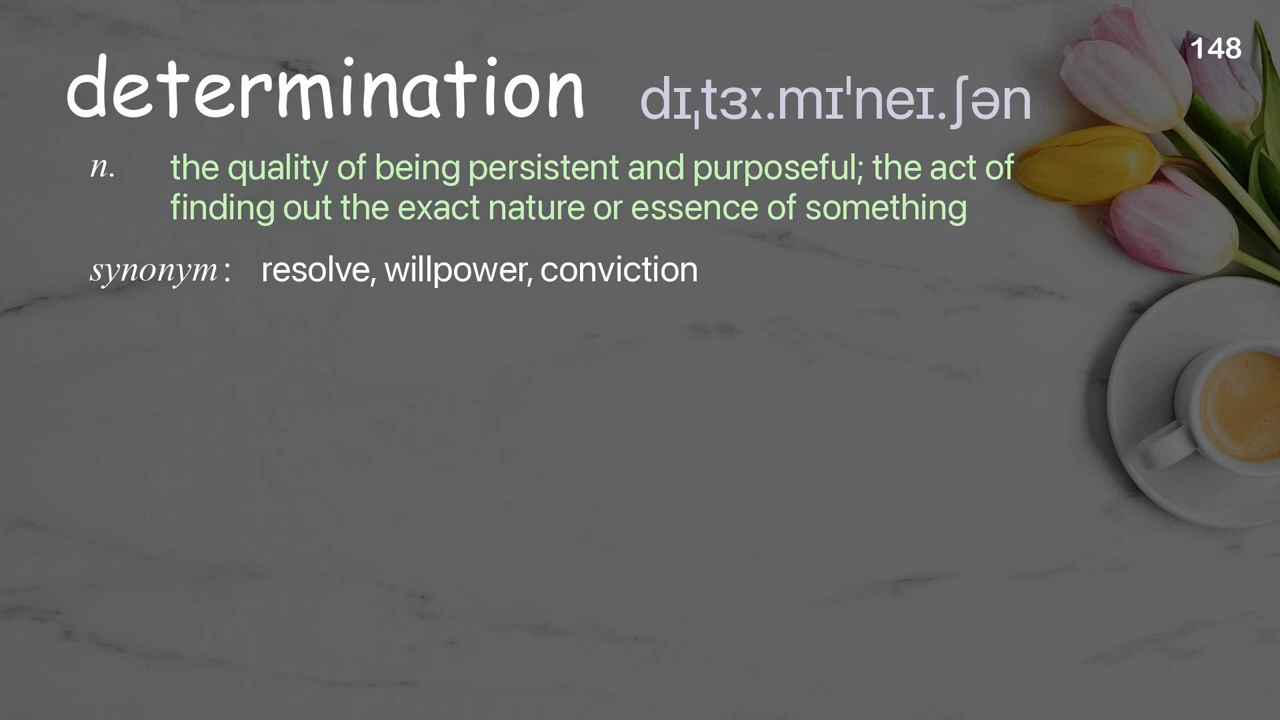 148
determination dɪˌtɜː.mɪˈneɪ.ʃən
n. the quality of being persistent and purposeful; the act of
finding out the exact nature or essence of something
synonym: resolve, willpower, conviction